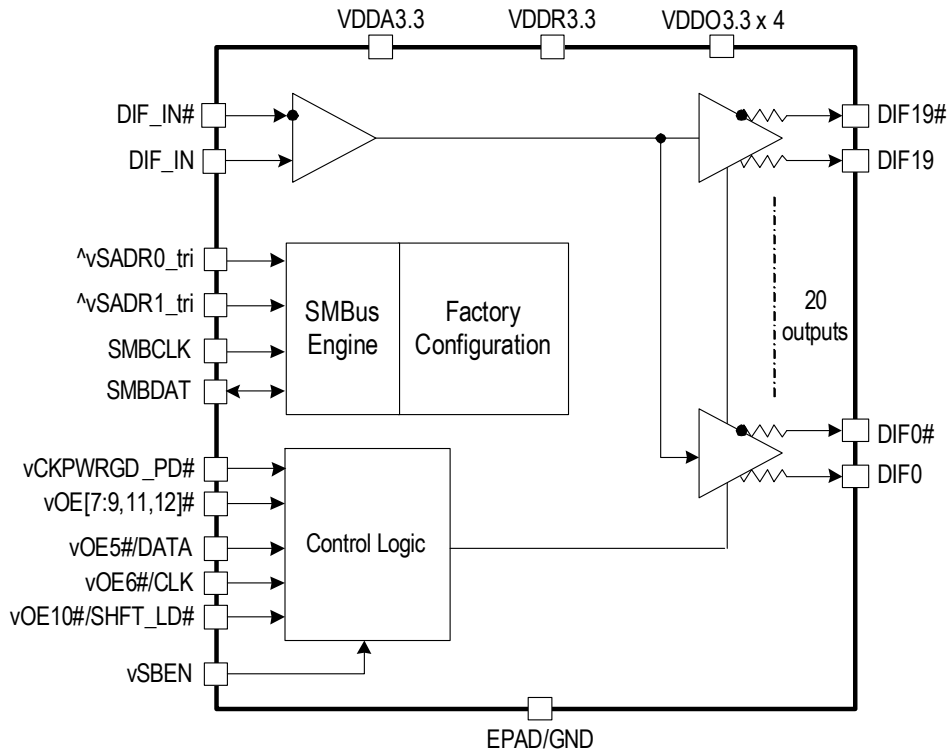 VDDA3.3
VDDR3.3
VDDO3.3 x 4
DIF_IN#
DIF_IN
DIF19#
DIF19
^vSADR0_tri
^vSADR1_tri
SMBCLK
SMBDAT
SMBus
Engine
Factory
Configuration
20
outputs
DIF0#
DIF0
vCKPWRGD_PD#
vOE[7:9,11,12]#
vOE5#/DATA
vOE6#/CLK
vOE10#/SHFT_LD#
vSBEN
Control Logic
EPAD/GND